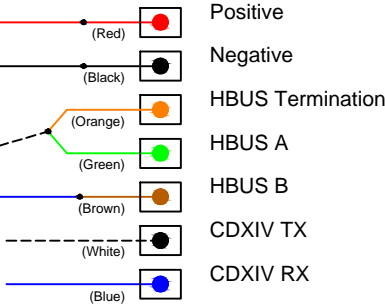 Positive
(Red)
Negative
(Black)
HBUS Termination
(Orange)
HBUS A
(Green)
HBUS B
(Brown)
CDXIV TX
(White)
CDXIV RX
(Blue)